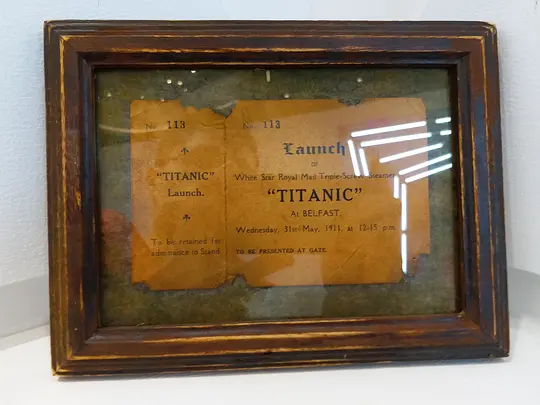 No 113
"TITANIC"
Launch.
To be retained for
admittance to Stand.
No. 113
Launch
OF
White Star Royal Mail Triple-Screw Steamer
"TITANIC"
At BELFAST,
Wednesday, 31st May, 1911, at 12-15 p.m.
TO BE PRESENTED AT GATE.